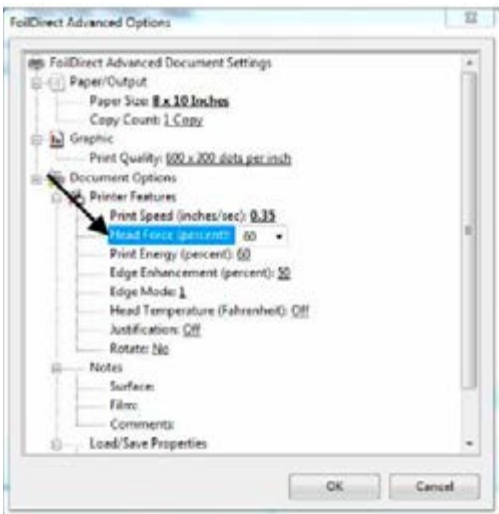 FoilDirect Advanced Options
FoilDirect Advanced Document Settings
Paper/Output
Paper Size: 8 x 10 Inches
Copy Count: 1 Copy
Graphic
Print Quality: 600 x 300 dots per inch
Document Options
Printer Features
Print Speed (inches/sec): 0.35
Head Force (percent): 60
Print Energy (percent): 60
Edge Enhancement (percent): 50
Edge Mode: 1
Head Temperature (Fahrenheit): Off
Justification: Off
Rotate: No
Notes
Surface:
Film:
Comments:
Load/Save Properties
OK Cancel